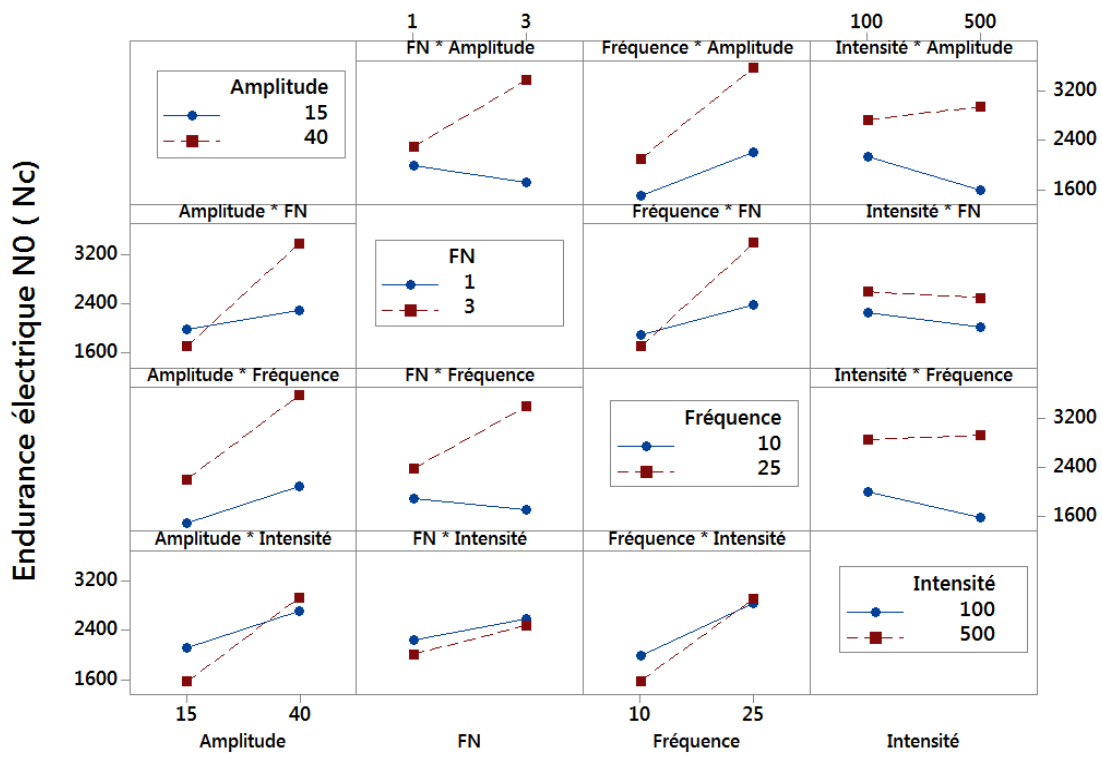 1 3 100 500
FN * Amplitude Fréquence * Amplitude Intensité * Amplitude
Amplitude
15
40
3200
2400
1600
Amplitude * FN Fréquence * FN Intensité * FN
FN
1
3
3200
2400
1600
Amplitude * Fréquence FN * Fréquence Intensité * Fréquence
Fréquence
10
25
3200
2400
1600
Amplitude * Intensité FN * Intensité Fréquence * Intensité
Intensité
100
500
3200
2400
1600
15 40 10 25
Amplitude FN Fréquence Intensité
Endurance électrique N0 ( Nc)